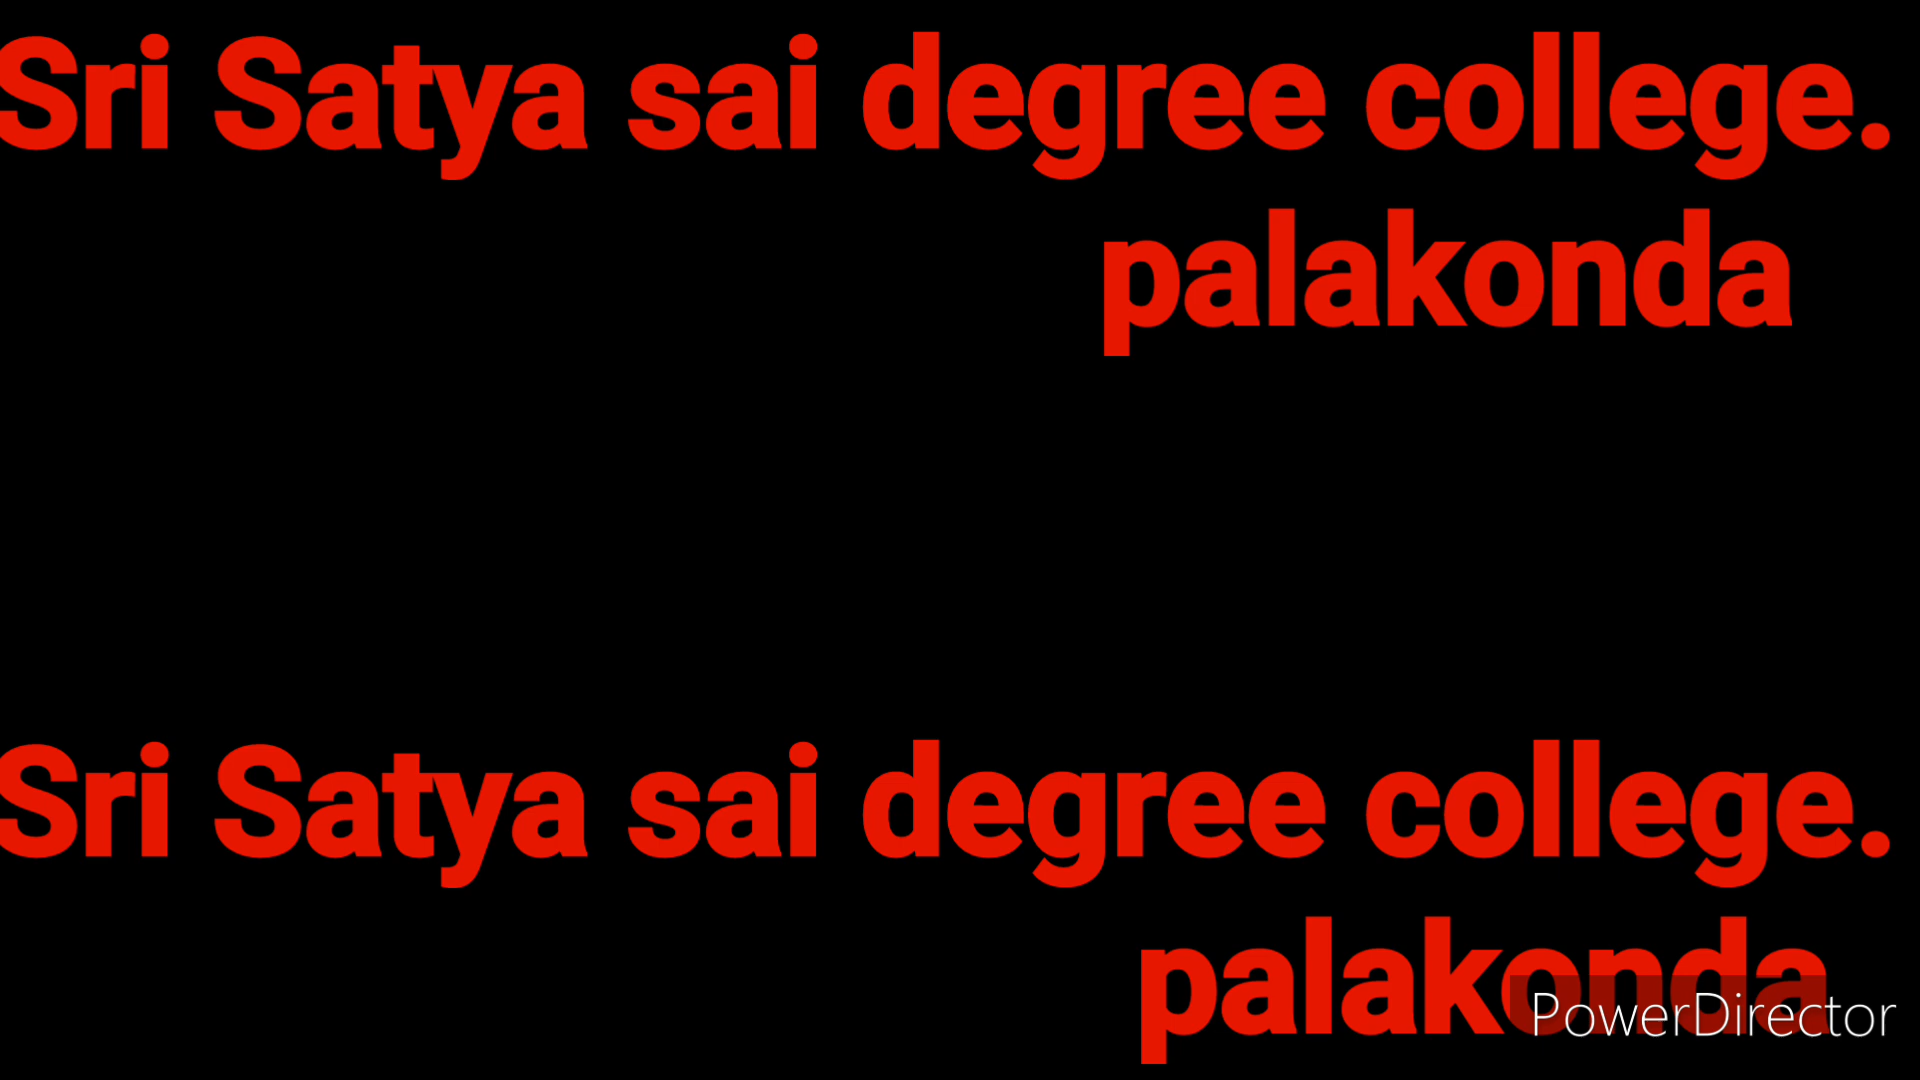 Sri Satya sai degree college.
palakonda
Sri Satya sai degree college.
palakonda
PowerDirector